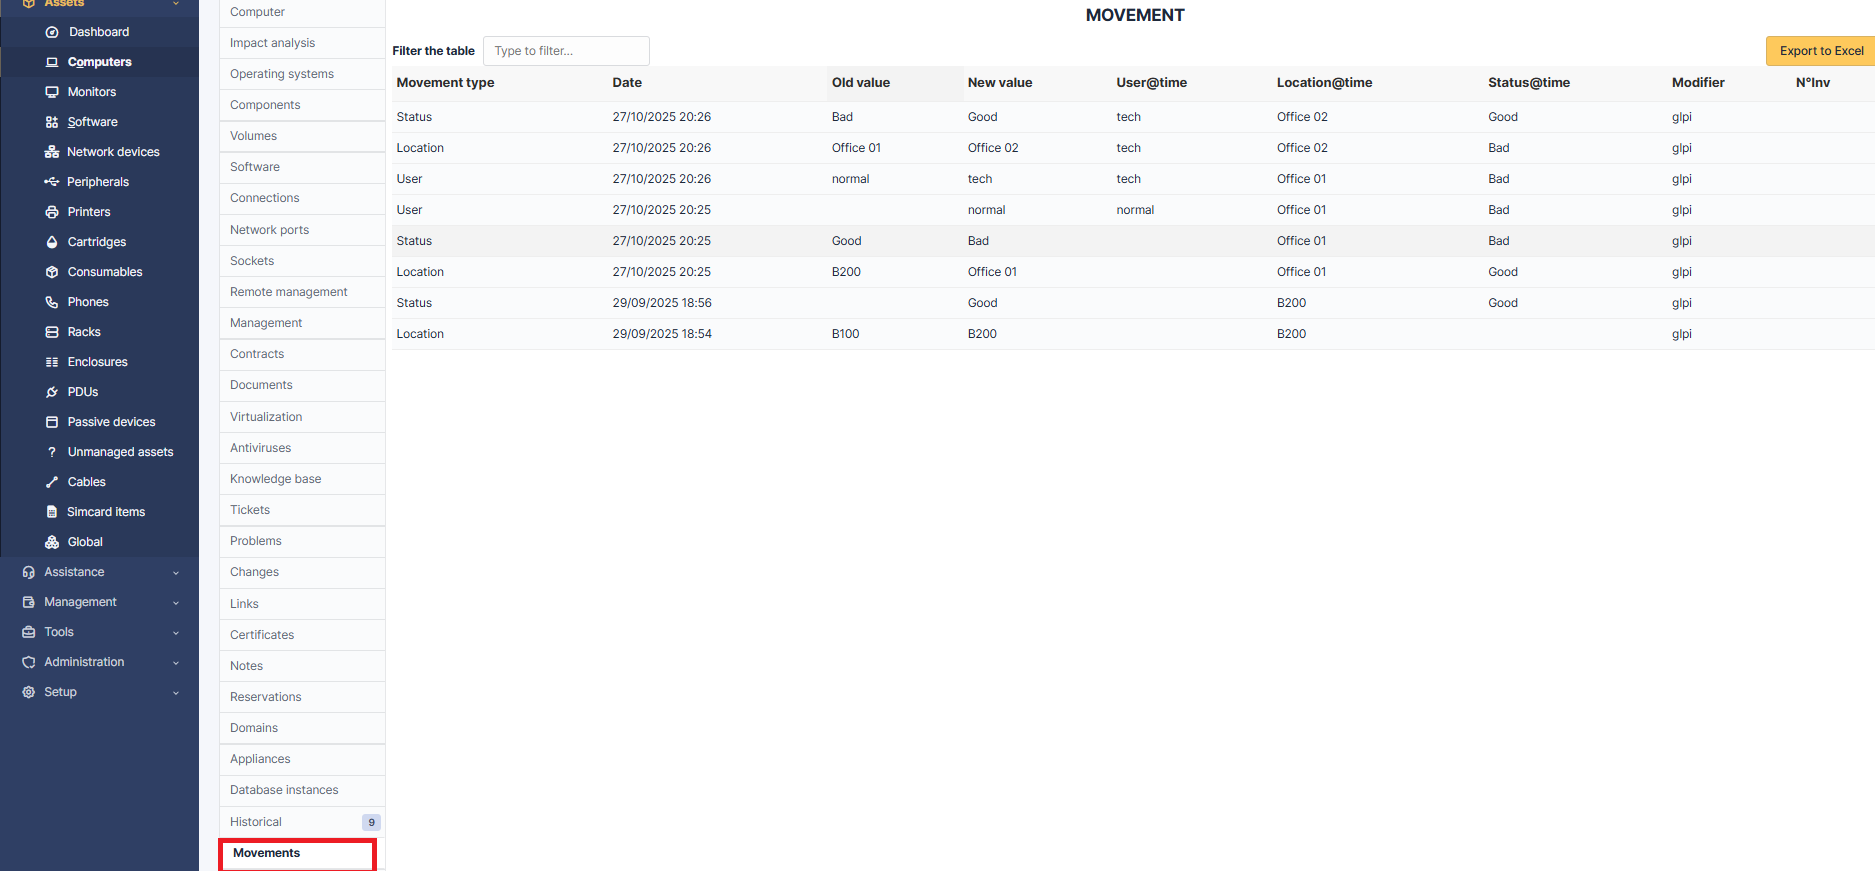 Assets
Dashboard
Computers
Monitors
Software
Network devices
Peripherals
Printers
Cartridges
Consumables
Phones
Racks
Enclosures
PDUs
Passive devices
Unmanaged assets
Cables
Simcard items
Global
Assistance
Management
Tools
Administration
Setup
Computer
Impact analysis
Operating systems
Components
Volumes
Software
Connections
Network ports
Sockets
Remote management
Management
Contracts
Documents
Virtualization
Antiviruses
Knowledge base
Tickets
Problems
Changes
Links
Certificates
Notes
Reservations
Domains
Appliances
Database instances
Historical 9
Movements
MOVEMENT
Filter the table Type to filter... Export to Excel
Movement type Date Old value New value User@time Location@time Status@time Modifier N°Inv
Status 27/10/2025 20:26 Bad Good tech Office 02 Good glpi
Location 27/10/2025 20:26 Office 01 Office 02 tech Office 02 Bad glpi
User 27/10/2025 20:26 normal tech tech Office 01 Bad glpi
User 27/10/2025 20:25 normal normal Office 01 Bad glpi
Status 27/10/2025 20:25 Good Bad Office 01 Bad glpi
Location 27/10/2025 20:25 B200 Office 01 Office 01 Good glpi
Status 29/09/2025 18:56 Good B200 Good glpi
Location 29/09/2025 18:54 B100 B200 B200 glpi